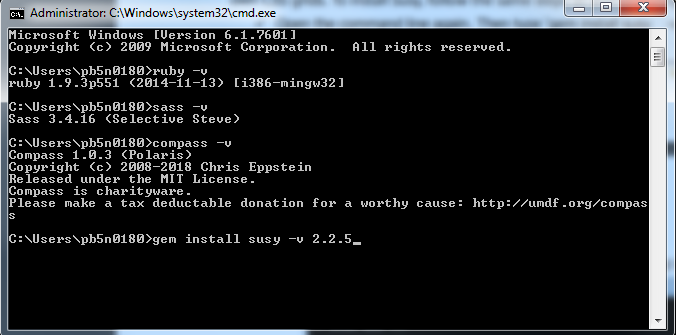 Administrator: C:\Windows\system32\cmd.exe
Microsoft Windows [Version 6.1.7601]
Copyright (c) 2009 Microsoft Corporation.  All rights reserved.
C:\Users\pb5n0180>ruby -v
ruby 1.9.3p551 (2014-11-13) [i386-mingw32]
C:\Users\pb5n0180>sass -v
Sass 3.4.16 (Selective Steve)
C:\Users\pb5n0180>compass -v
Compass 1.0.3 (Polaris)
Copyright (c) 2008-2018 Chris Eppstein
Released under the MIT License.
Compass is charityware.
Please make a tax deductable donation for a worthy cause: http://umdf.org/compas
s
C:\Users\pb5n0180>gem install susy -v 2.2.5_